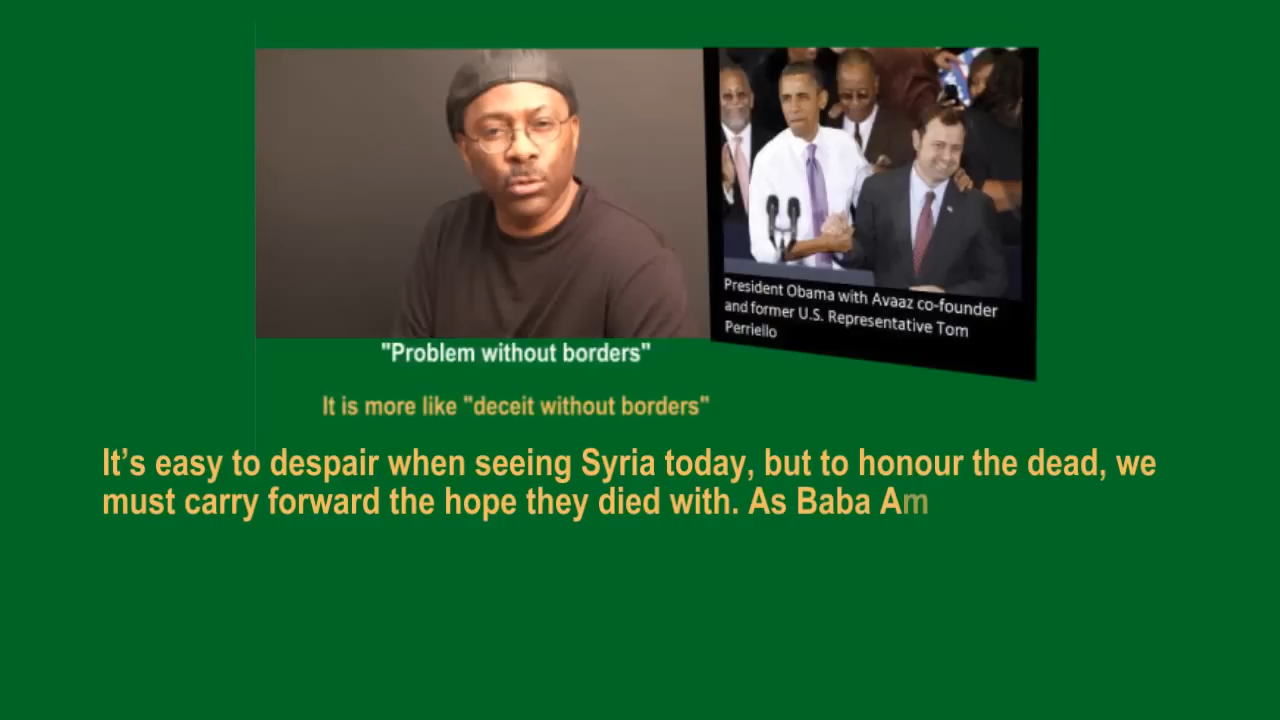 President Obama with Avaaz co-founder
and former U.S. Representative Tom
Perriello
"Problem without borders"
It is more like "deceit without borders"
It’s easy to despair when seeing Syria today, but to honour the dead, we
must carry forward the hope they died with. As Baba Am